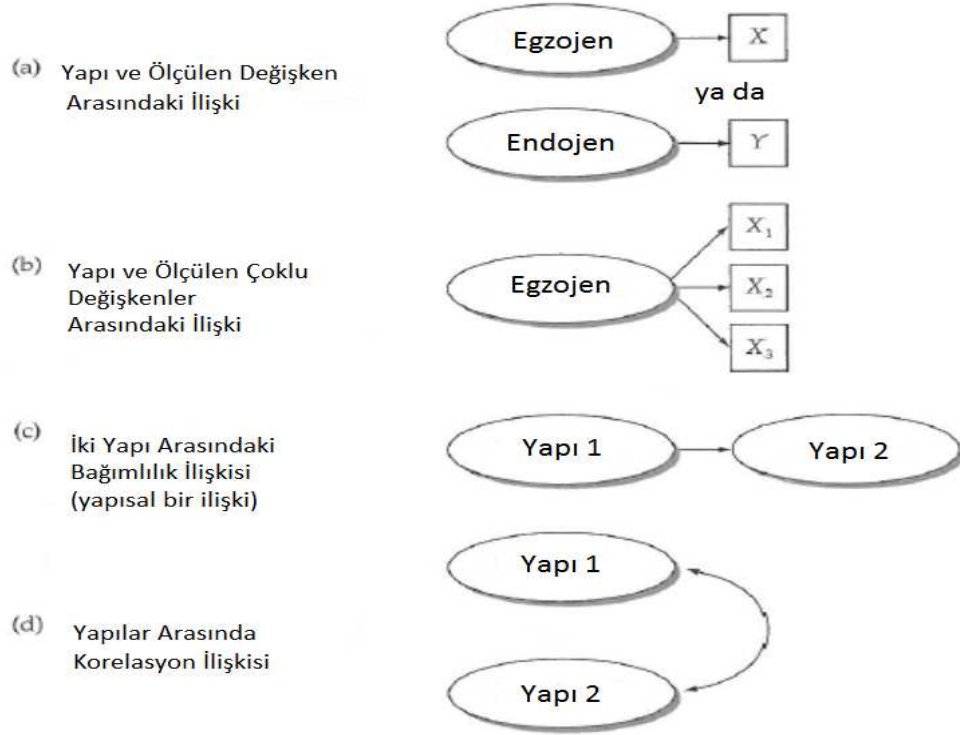 (a) Yapı ve Ölçülen Değişken
Arasındaki İlişki
Egzojen
X
ya da
Endojen
Y
(b) Yapı ve Ölçülen Çoklu
Değişkenler
Arasındaki İlişki
Egzojen
X₁
X₂
X₃
(c) İki Yapı Arasındaki
Bağımlılık İlişkisi
(yapısal bir ilişki)
Yapı 1
Yapı 2
(d) Yapılar Arasında
Korelasyon İlişkisi
Yapı 1
Yapı 2